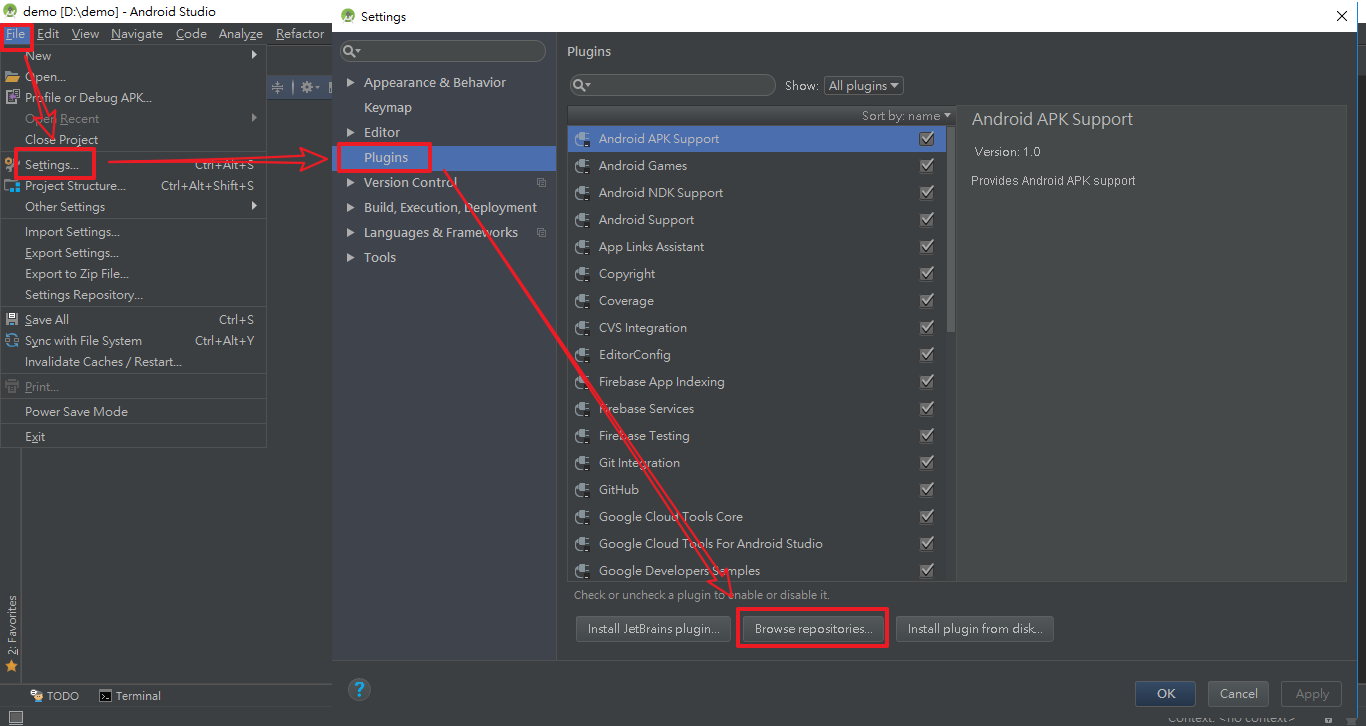 demo [D:\demo] - Android Studio
File Edit View Navigate Code Analyze Refactor
New
Open...
Profile or Debug APK...
Open Recent
Close Project
Settings... Ctrl+Alt+S
Project Structure... Ctrl+Alt+Shift+S
Other Settings
Import Settings...
Export Settings...
Export to Zip File...
Settings Repository...
Save All Ctrl+S
Sync with File System Ctrl+Alt+Y
Invalidate Caches / Restart...
Print...
Power Save Mode
Exit
2: Favorites
TODO Terminal
Settings
Appearance & Behavior
Keymap
Editor
Plugins
Version Control
Build, Execution, Deployment
Languages & Frameworks
Tools
Plugins
Show: All plugins
Sort by: name
Android APK Support
Android Games
Android NDK Support
Android Support
App Links Assistant
Copyright
Coverage
CVS Integration
EditorConfig
Firebase App Indexing
Firebase Services
Firebase Testing
Git Integration
GitHub
Google Cloud Tools Core
Google Cloud Tools For Android Studio
Google Developers Samples
Android APK Support
Version: 1.0
Provides Android APK support
Check or uncheck a plugin to enable or disable it.
Install JetBrains plugin... Browse repositories... Install plugin from disk...
?
OK Cancel Apply
Context: <no context>